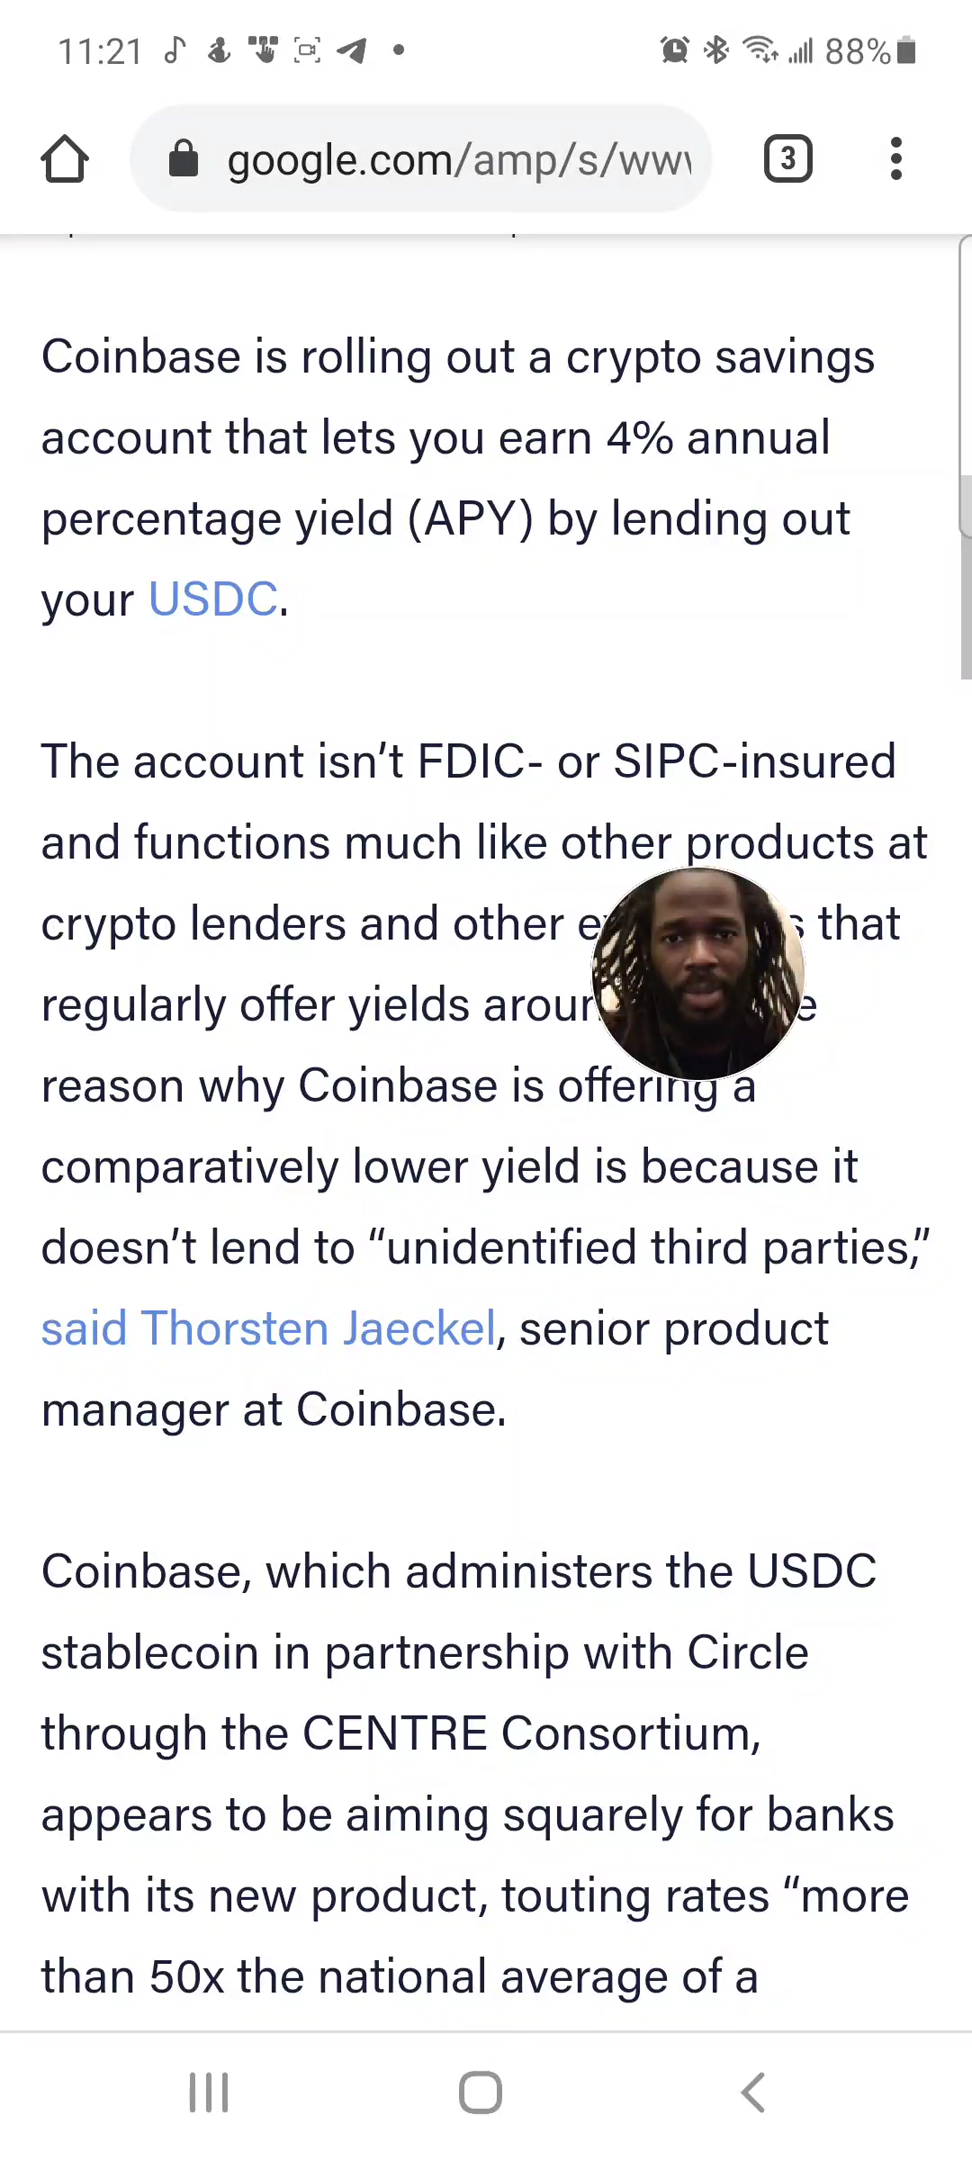 11:21
88%
google.com/amp/s/www
3
Coinbase is rolling out a crypto savings
account that lets you earn 4% annual
percentage yield (APY) by lending out
your USDC.
The account isn’t FDIC- or SIPC-insured
and functions much like other products at
crypto lenders and other that
regularly offer yields
reason why Coinbase is offering a
comparatively lower yield is because it
doesn’t lend to “unidentified third parties,”
said Thorsten Jaeckel, senior product
manager at Coinbase.
Coinbase, which administers the USDC
stablecoin in partnership with Circle
through the CENTRE Consortium,
appears to be aiming squarely for banks
with its new product, touting rates “more
than 50x the national average of a